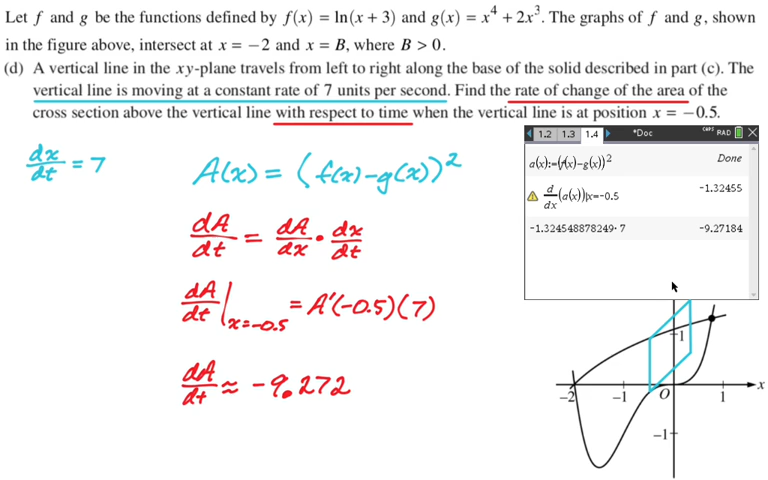 Let f and g be the functions defined by f(x) = ln(x + 3) and g(x) = x⁴ + 2x³. The graphs of f and g, shown
in the figure above, intersect at x = −2 and x = B, where B > 0.
(d) A vertical line in the xy-plane travels from left to right along the base of the solid described in part (c). The
vertical line is moving at a constant rate of 7 units per second. Find the rate of change of the area of the
cross section above the vertical line with respect to time when the vertical line is at position x = −0.5.
dx/dt = 7
A(x) = (f(x)-g(x))²
dA/dt = dA/dx · dx/dt
dA/dt |x=-0.5 = A'(-0.5)(7)
dA/dt ≈ -9.272
1.2 1.3 1.4 *Doc CAPS RAD
a(x):=(f(x)−g(x))² Done
d/dx(a(x))|x=−0.5 −1.32455
−1.324548878249·7 −9.27184
1
−2 −1 O 1 x
−1